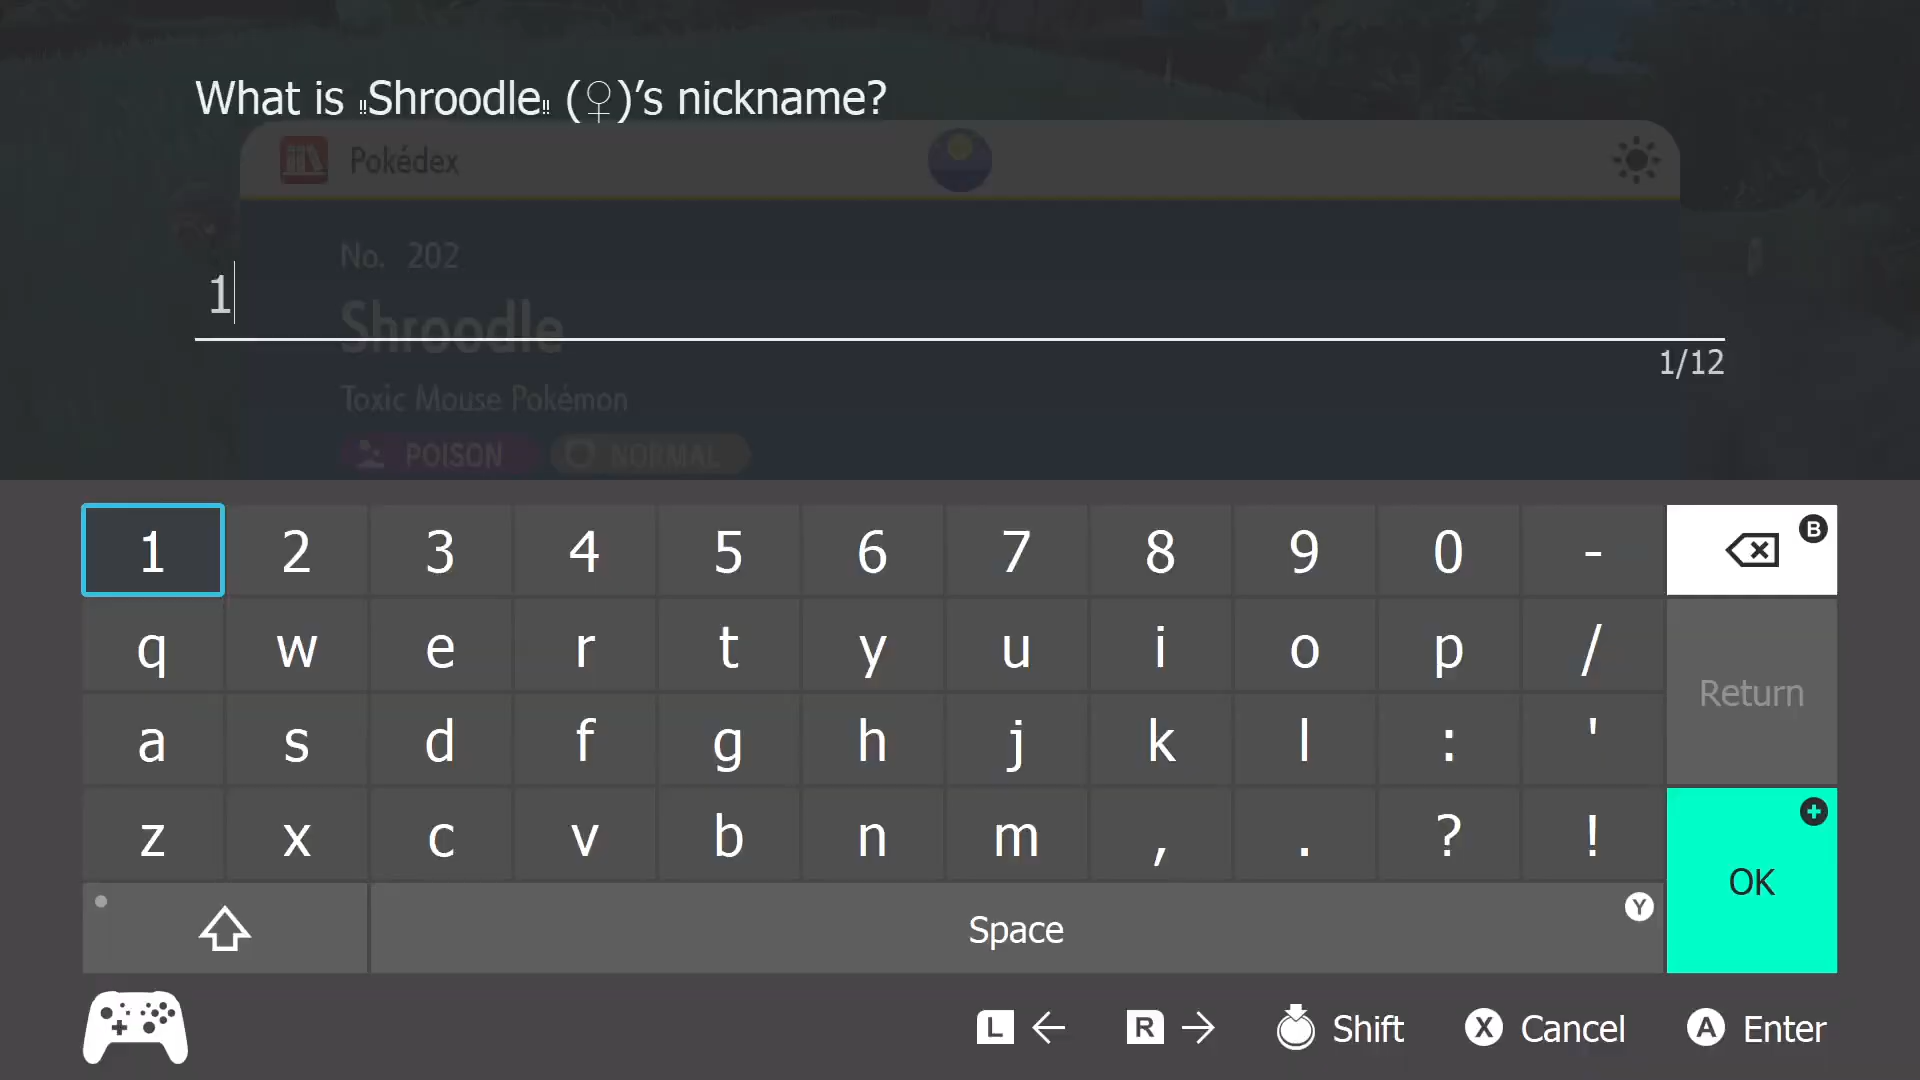 What is ‼Shroodle‼ (♀)’s nickname?
Pokédex
No. 202
1
Shroodle
1/12
Toxic Mouse Pokémon
POISON NORMAL
1 2 3 4 5 6 7 8 9 0 - B
q w e r t y u i o p /
Return
a s d f g h j k l : '
z x c v b n m , . ? ! +
OK
Space Y
L ← R → Shift X Cancel A Enter